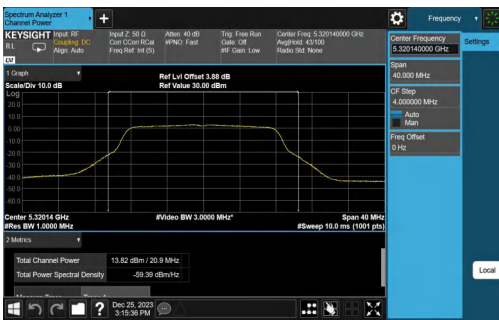 Spectrum Analyzer 1
Channel Power
+
Frequency
KEYSIGHT
Input: RF
Coupling: DC
Align: Auto
Input Z: 50 Ω
Corr CCorr RCal
Freq Ref: Int (S)
Atten: 40 dB
#PNO: Fast
Trig: Free Run
Gate: Off
#IF Gain: Low
Center Freq: 5.320140000 GHz
Avg|Hold: 43/100
Radio Std: None
RL
Center Frequency
5.320140000 GHz
Settings
Span
40.000 MHz
CF Step
4.000000 MHz
Auto
Man
Freq Offset
0 Hz
1 Graph
Scale/Div 10.0 dB
Ref Lvl Offset 3.88 dB
Ref Value 30.00 dBm
Log
20.0
10.0
0.00
-10.0
-20.0
-30.0
-40.0
-50.0
-60.0
Center 5.32014 GHz
#Res BW 1.0000 MHz
#Video BW 3.0000 MHz*
Span 40 MHz
#Sweep 10.0 ms (1001 pts)
2 Metrics
Total Channel Power
13.82 dBm / 20.9 MHz
Total Power Spectral Density
-59.39 dBm/Hz
Local
?
Dec 25, 2023
3:15:36 PM